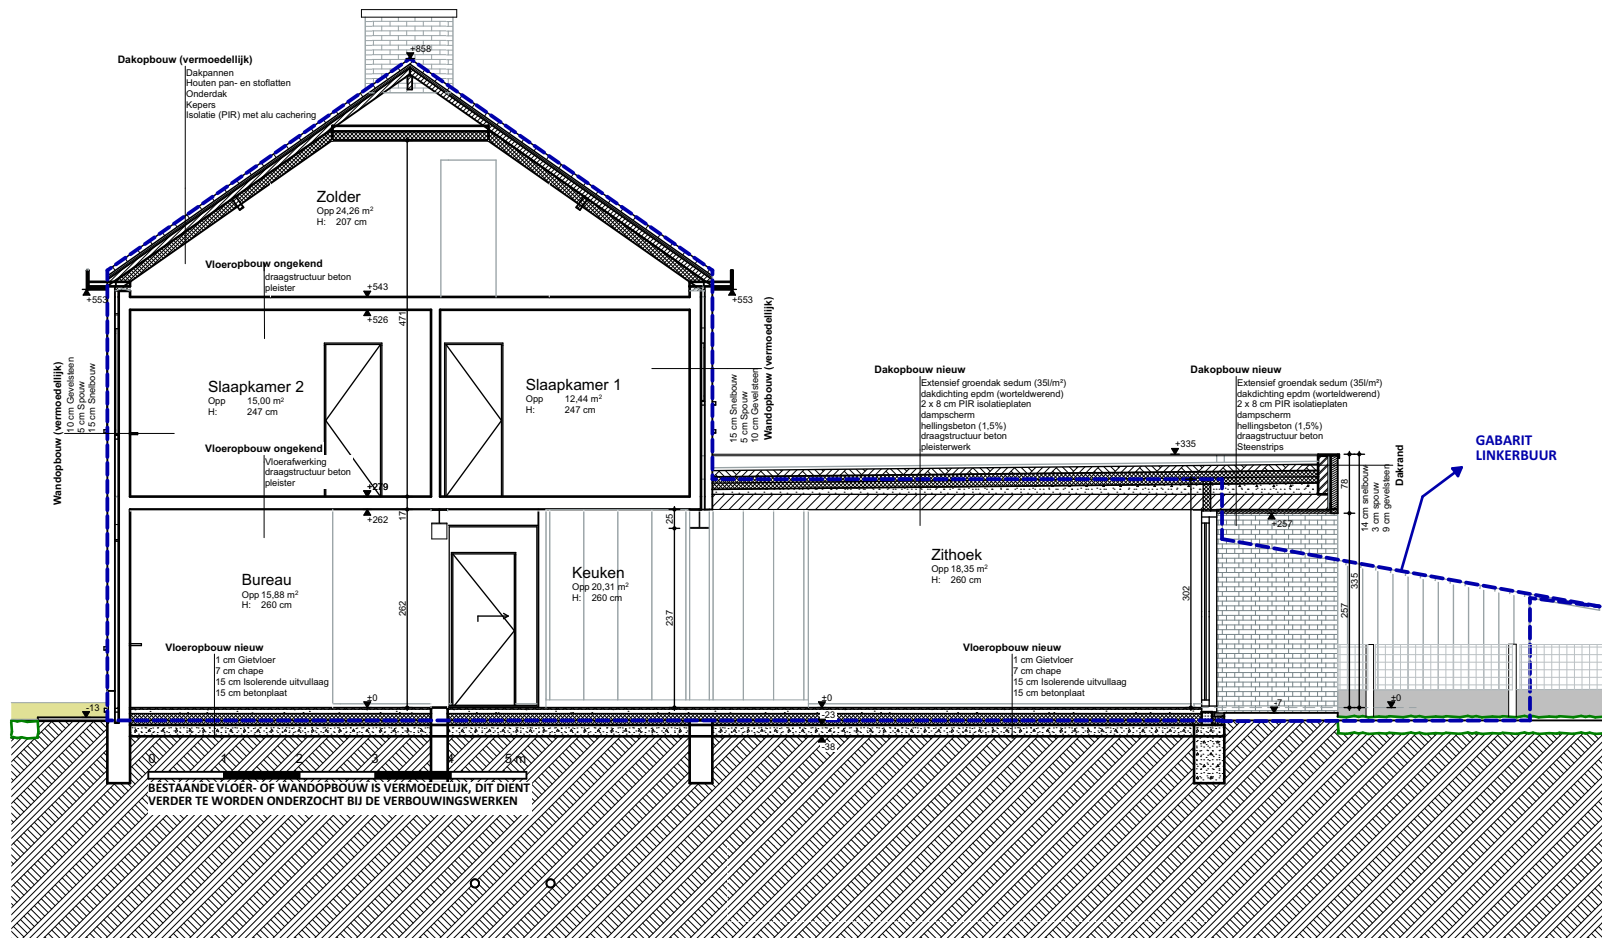 +858
Dakopbouw (vermoedelijk)
Dakpannen
Houten pan- en stoflatten
Onderdak
Kepers
Isolatie (PIR) met alu cachering
Zolder
Opp 24,26 m²
H: 207 cm
Vloeropbouw ongekend
draagstructuur beton
pleister
+543
+526
471
+553
+553
Wandopbouw (vermoedelijk)
10 cm Gevelsteen
5 cm Spouw
15 cm Snelbouw
Slaapkamer 2
Opp 15,00 m²
H: 247 cm
Slaapkamer 1
Opp 12,44 m²
H: 247 cm
15 cm Snelbouw
5 cm Spouw
10 cm Gevelsteen
Wandopbouw (vermoedelijk)
Vloeropbouw ongekend
Vloerafwerking
draagstructuur beton
pleister
+279
17
+262
Dakopbouw nieuw
Extensief groendak sedum (35l/m²)
dakdichting epdm (worteldwerend)
2 x 8 cm PIR isolatieplaten
dampscherm
hellingsbeton (1,5%)
draagstructuur beton
pleisterwerk
Dakopbouw nieuw
Extensief groendak sedum (35l/m²)
dakdichting epdm (worteldwerend)
2 x 8 cm PIR isolatieplaten
dampscherm
hellingsbeton (1,5%)
draagstructuur beton
Steenstrips
+335
78
14 cm snelbouw
3 cm spouw
9 cm gevelsteen
Dakrand
GABARIT
LINKERBUUR
+257
25
Bureau
Opp 15,88 m²
H: 260 cm
262
Keuken
Opp 20,31 m²
H: 260 cm
237
Zithoek
Opp 18,35 m²
H: 260 cm
302
257
335
Vloeropbouw nieuw
1 cm Gietvloer
7 cm chape
15 cm Isolerende uitvullaag
15 cm betonplaat
Vloeropbouw nieuw
1 cm Gietvloer
7 cm chape
15 cm Isolerende uitvullaag
15 cm betonplaat
-13
+0
+0
-23
-38
-7
+0
0 1 2 3 4 5 m
BESTAANDE VLOER- OF WANDOPBOUW IS VERMOEDELIJK, DIT DIENT
VERDER TE WORDEN ONDERZOCHT BIJ DE VERBOUWINGSWERKEN